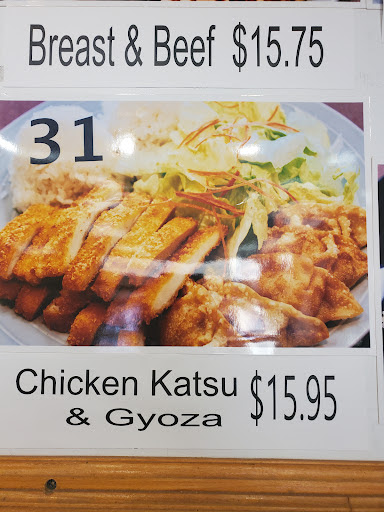 Breast & Beef $15.75
31
Chicken Katsu $15.95
& Gyoza